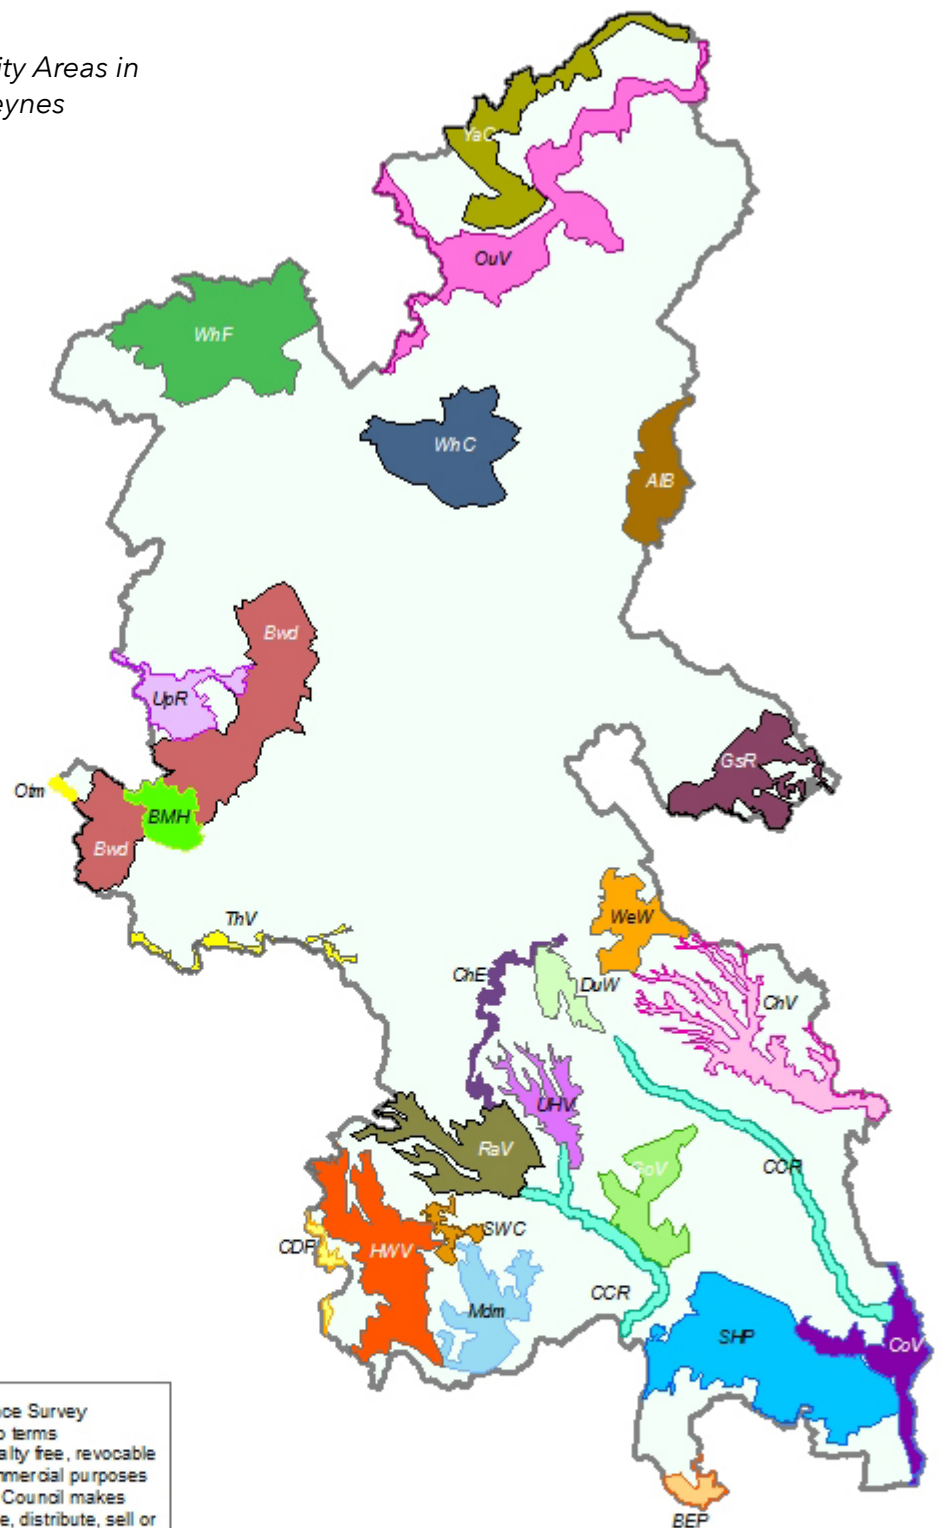 ity Areas in
eynes
YaC
OuV
WhF
WhC
AlB
Bwd
UpR
GsR
Otm
BMH
Bwd
WeW
ThV
ChE
DuW
ChV
UHV
RaV
GoV
COR
SWC
CDF
HWV
CCR
Mdm
SHP
CoV
BEP
ce Survey
o terms
alty free, revocable
mmercial purposes
Council makes
e, distribute, sell or